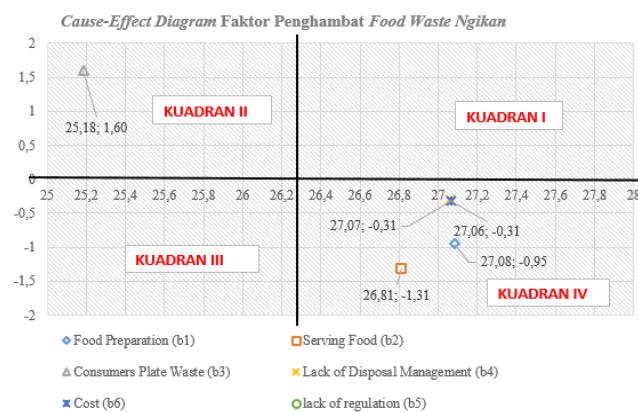 Cause-Effect Diagram Faktor Penghambat Food Waste Ngikan
2
1,5
KUADRAN II
KUADRAN I
1
25,18; 1,60
0,5
0
25 25,2 25,4 25,6 25,8 26 26,2 26,4 26,6 26,8 27 27,2 27,4 27,6 27,8 28
-0,5
27,07; -0,31
27,06; -0,31
-1
KUADRAN III
27,08; -0,95
-1,5
26,81; -1,31
KUADRAN IV
-2
Food Preparation (b1)
Serving Food (b2)
Consumers Plate Waste (b3)
Lack of Disposal Management (b4)
Cost (b6)
lack of regulation (b5)